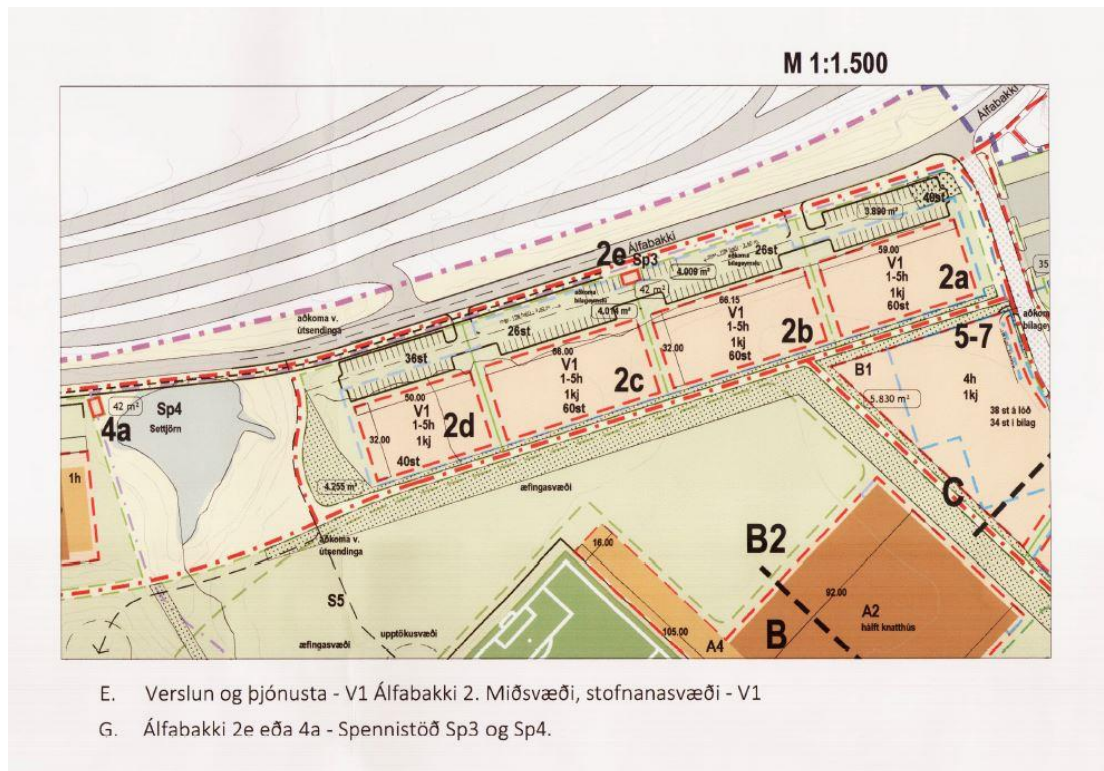 M 1:1.500
Álfabakki
40st
3.890 m²
59.00
V1
1-5h
1kj
60st
2a
2e
Álfabakki
Sp3
42 m²
4.009 m²
26st
aðkoma
bílageymslu
66.15
V1
1-5h
1kj
60st
2b
32.00
5-7
35
B1
5.830 m²
4h
1kj
38 st á lóð
34 st í bílag
aðkoma v.
útsendinga
26st
aðkoma
bílageymslu
4.014 m²
66.00
V1
1-5h
1kj
60st
2c
36st
50.00
V1
1-5h
1kj
40st
2d
32.00
4.255 m²
42 m²
Sp4
Settjörn
4a
1h
æfingasvæði
aðkoma v.
útsendinga
S5
upptökusvæði
æfingasvæði
16.00
105.00
A4
B2
B
92.00
A2
hálft knatthús
C
E. Verslun og þjónusta - V1 Álfabakki 2. Miðsvæði, stofnanasvæði - V1
G. Álfabakki 2e eða 4a - Spennistöð Sp3 og Sp4.